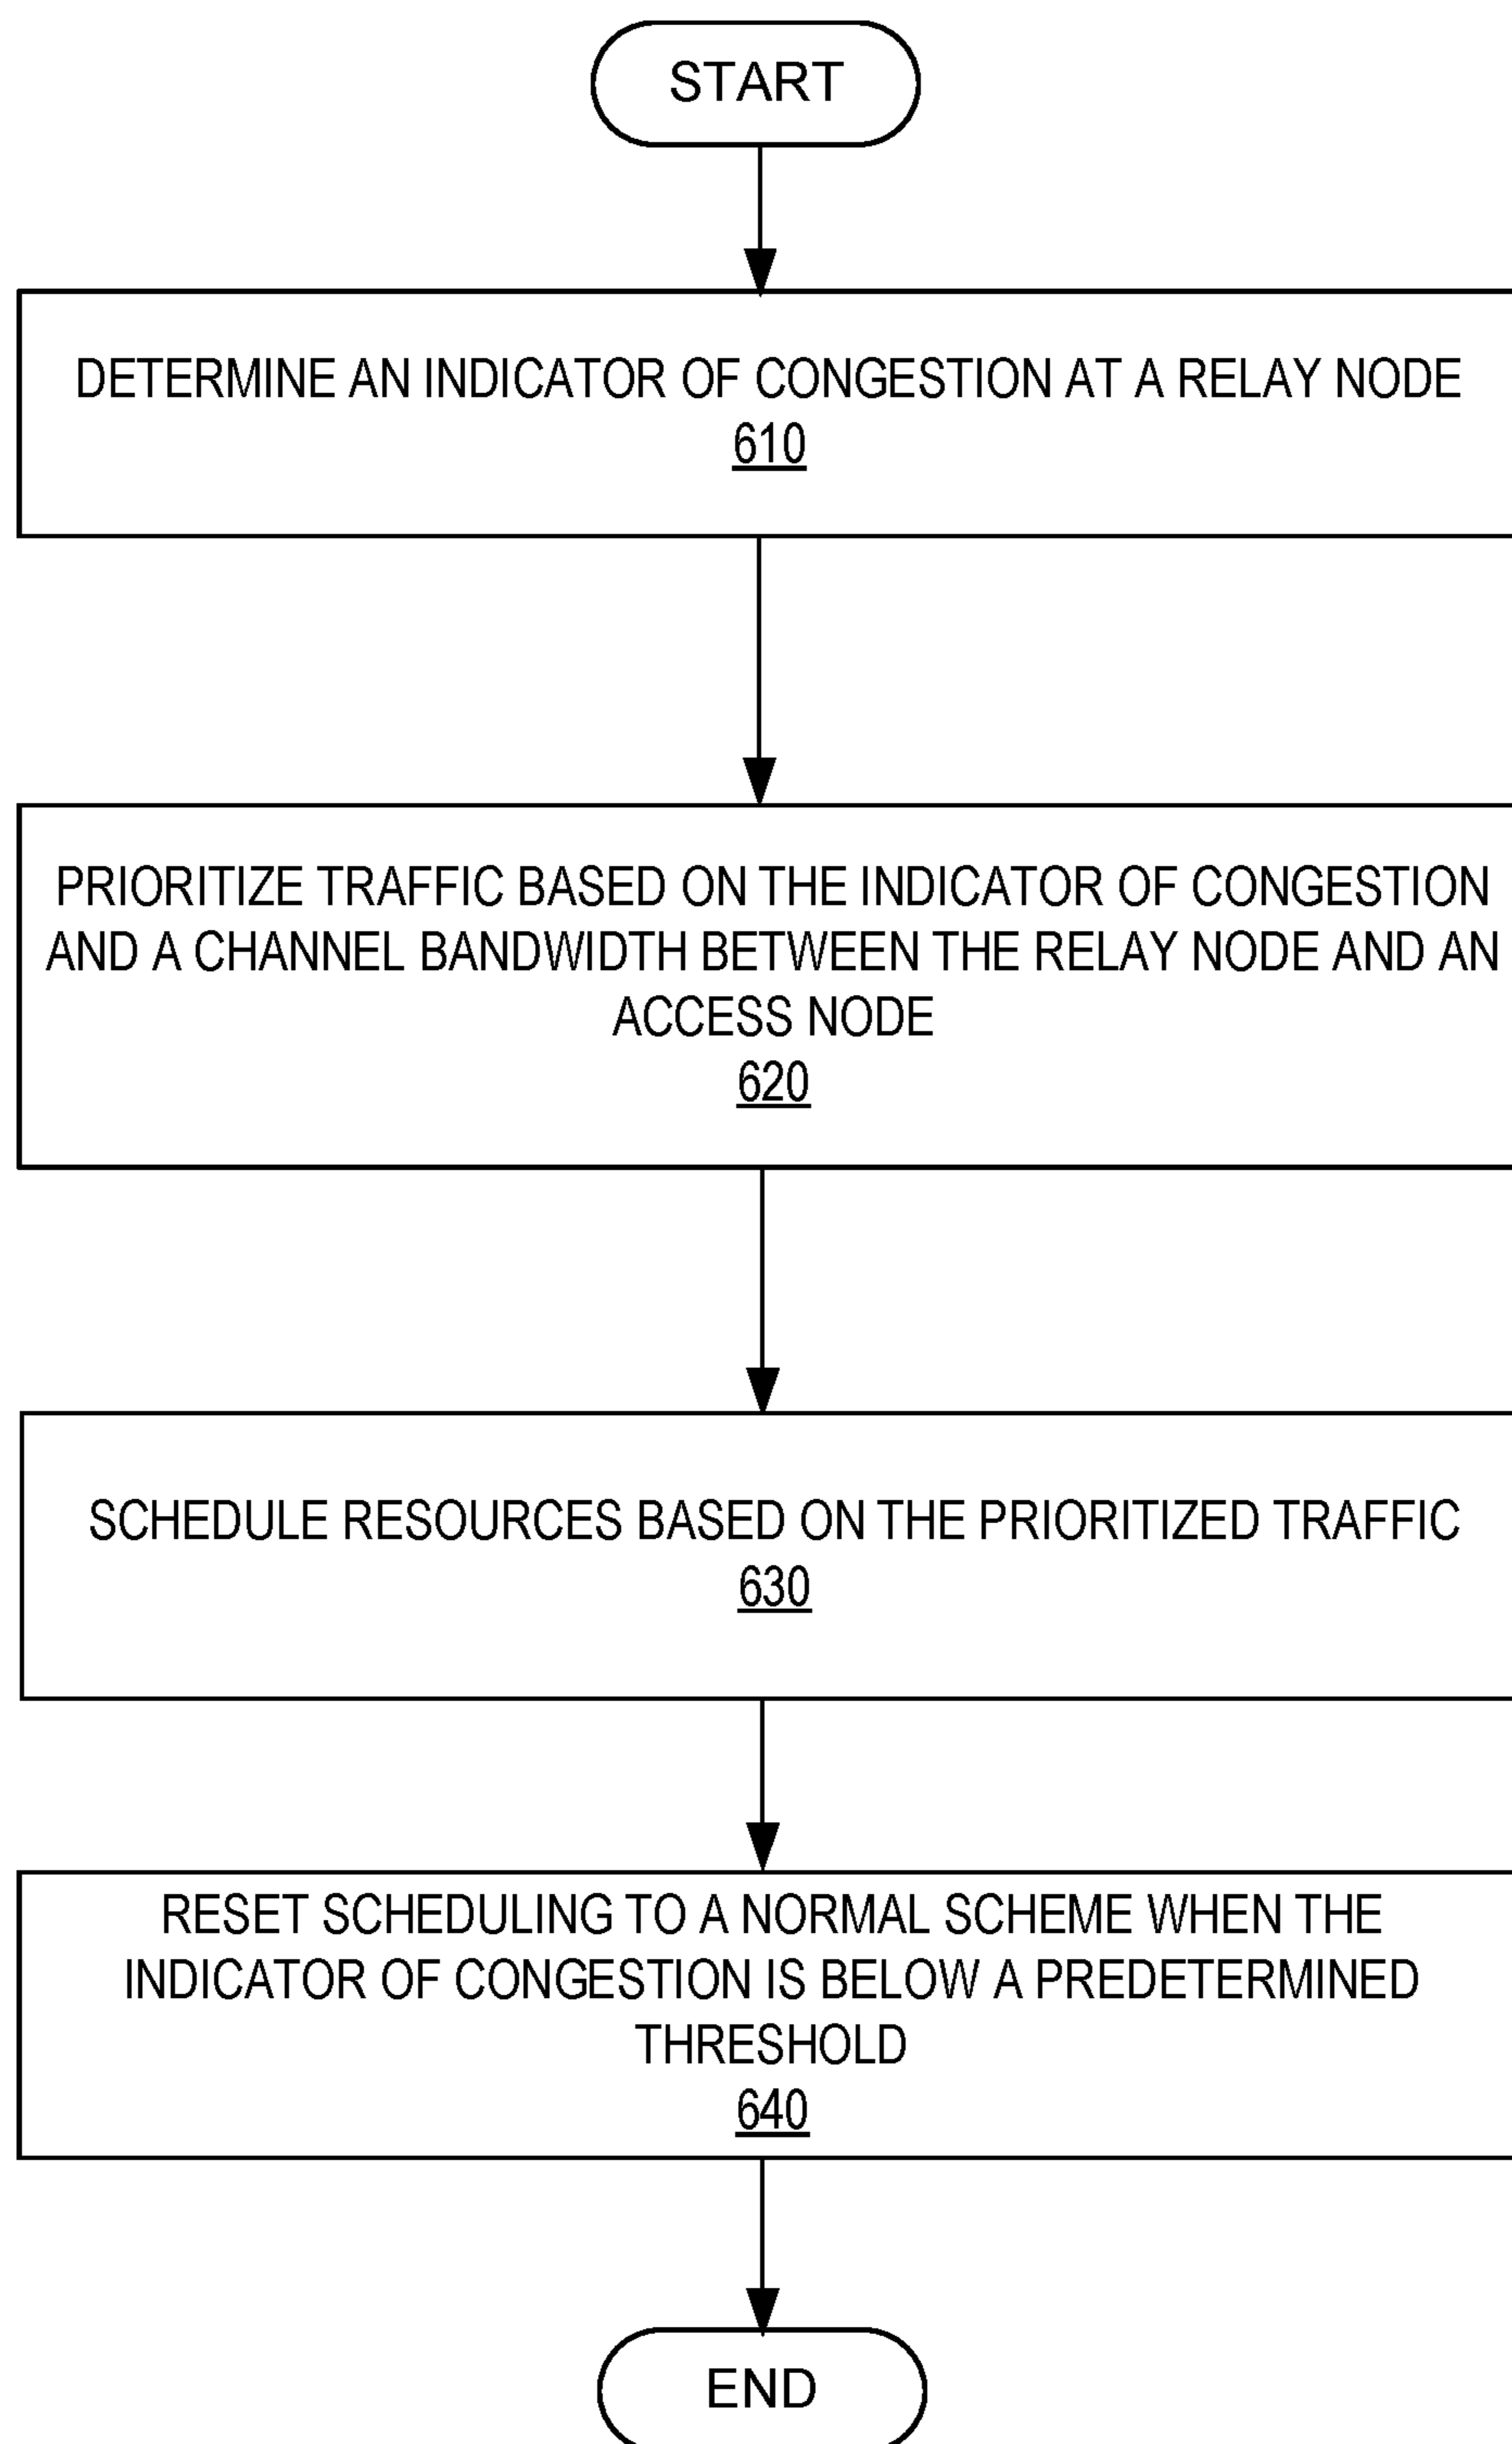 START
DETERMINE AN INDICATOR OF CONGESTION AT A RELAY NODE
610
PRIORITIZE TRAFFIC BASED ON THE INDICATOR OF CONGESTION
AND A CHANNEL BANDWIDTH BETWEEN THE RELAY NODE AND AN
ACCESS NODE
620
SCHEDULE RESOURCES BASED ON THE PRIORITIZED TRAFFIC
630
RESET SCHEDULING TO A NORMAL SCHEME WHEN THE
INDICATOR OF CONGESTION IS BELOW A PREDETERMINED
THRESHOLD
640
END